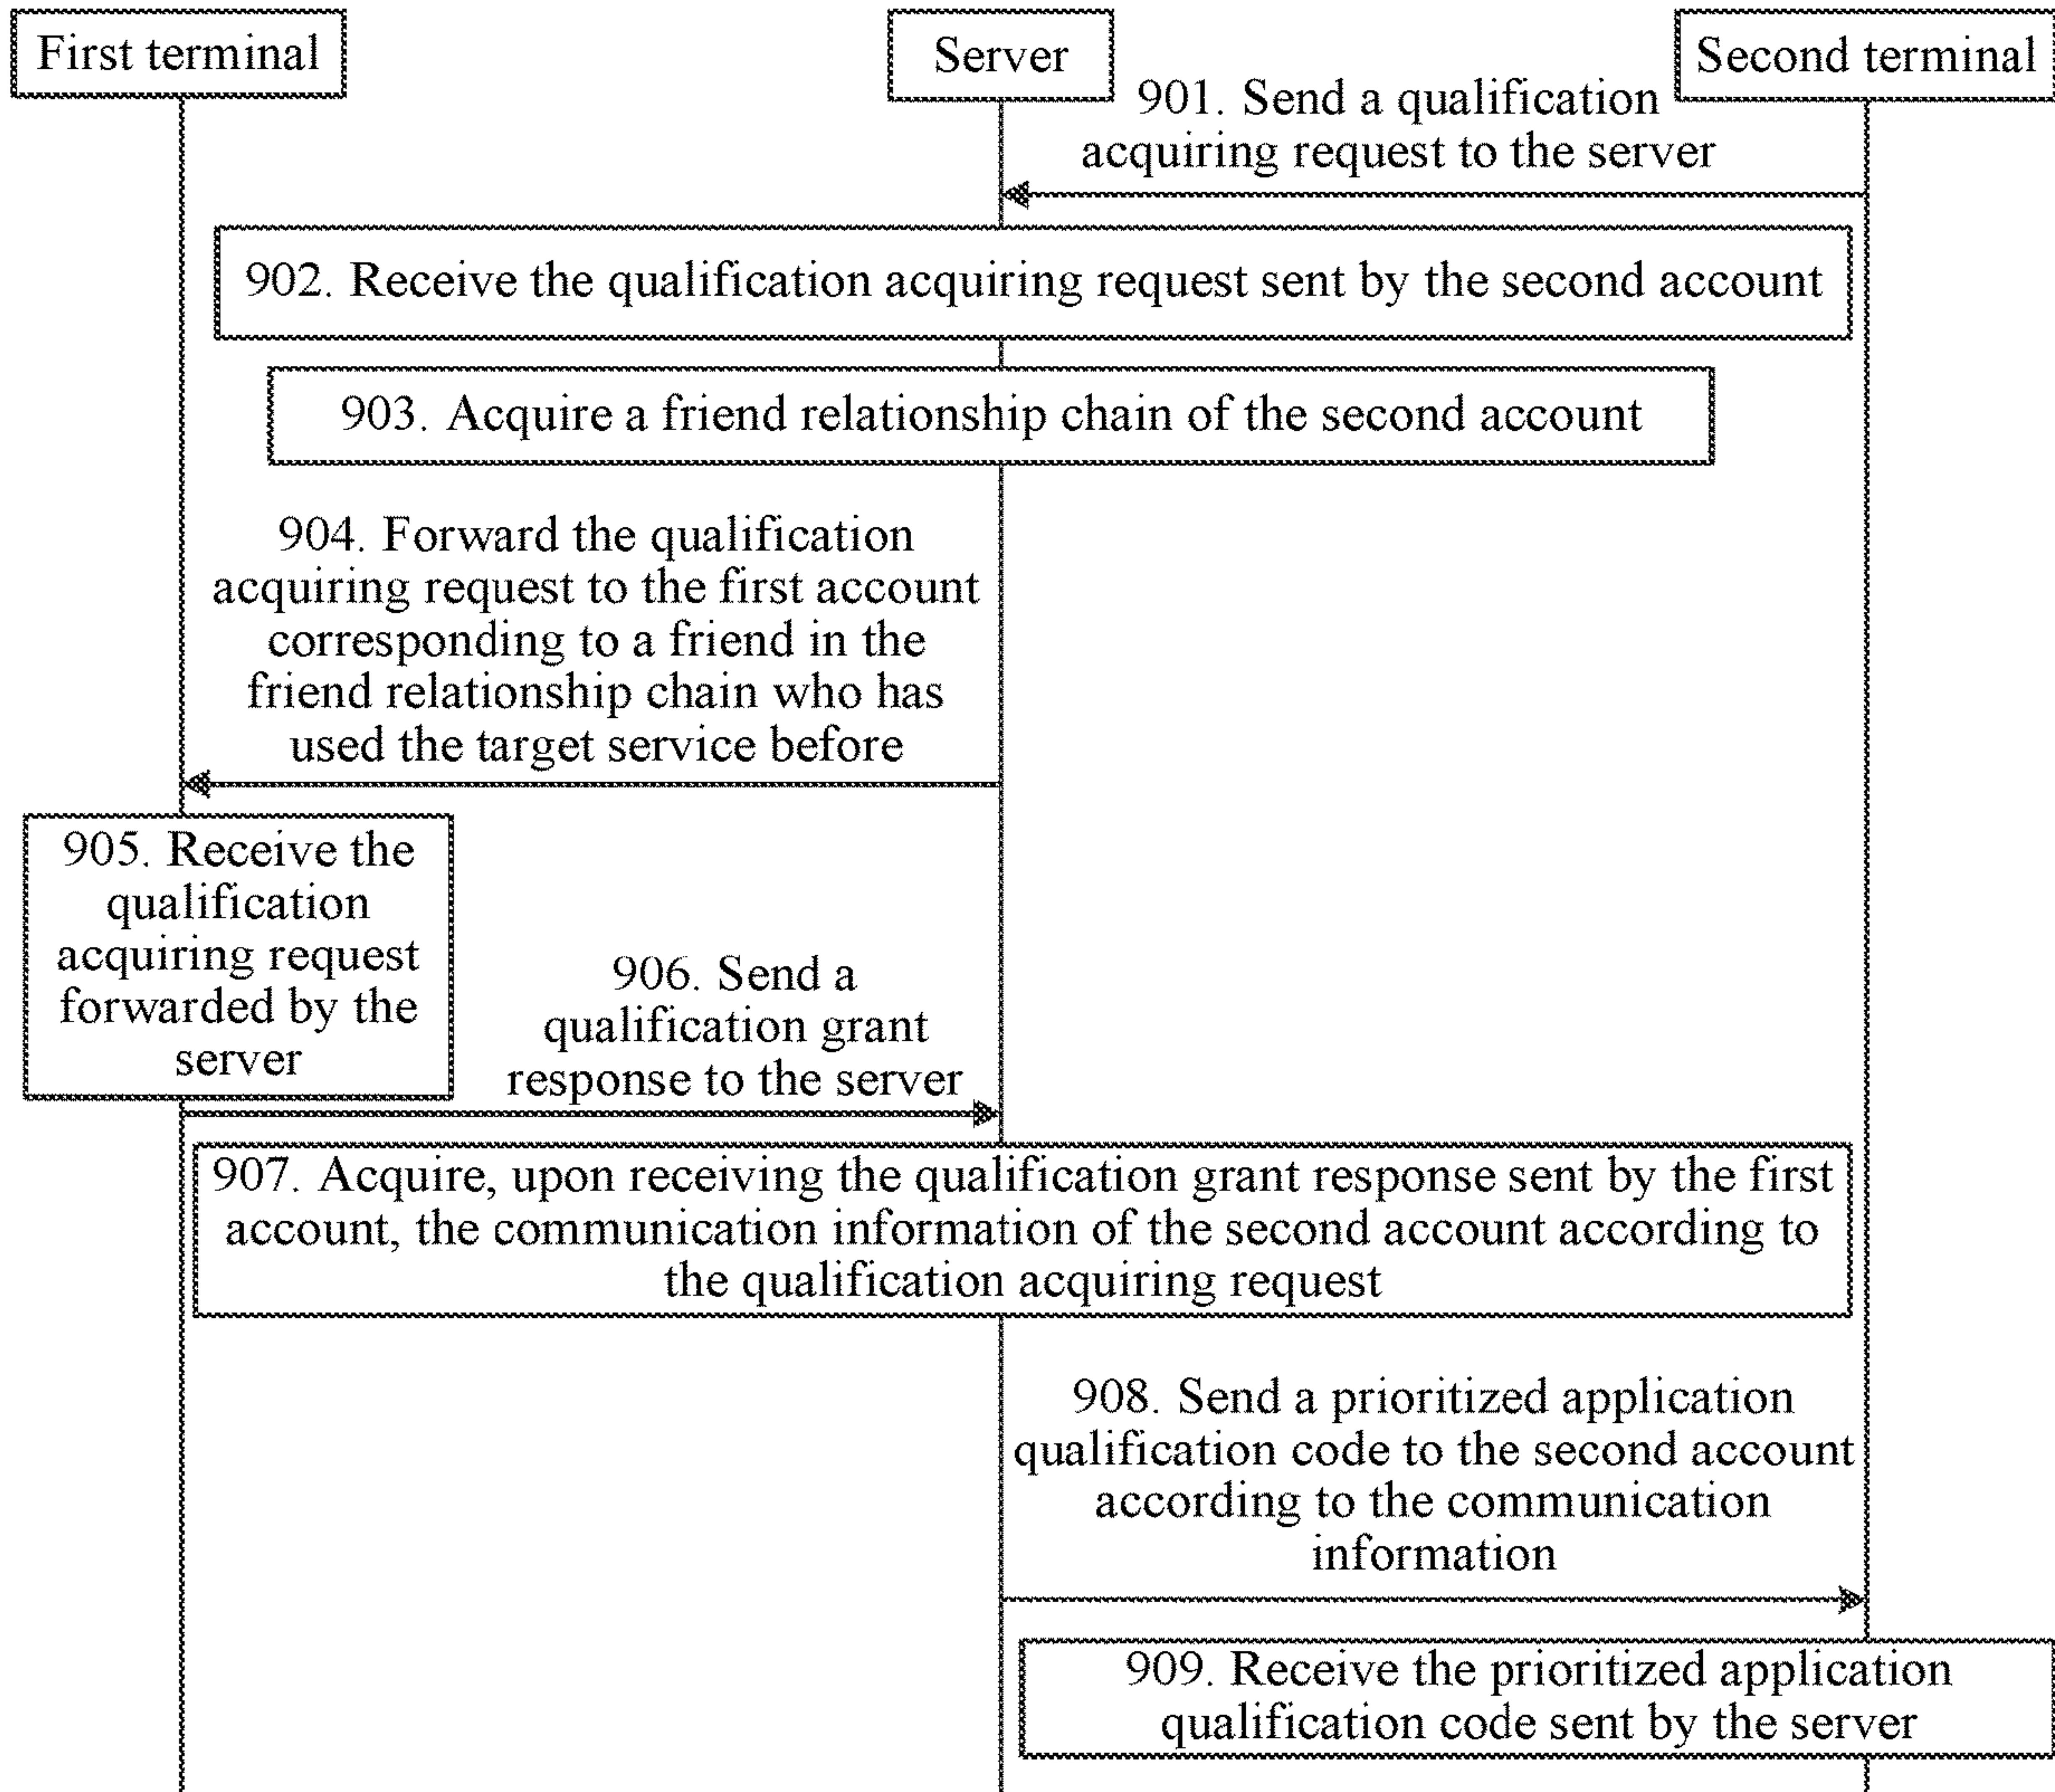 First terminal
Server
Second terminal
901. Send a qualification
acquiring request to the server
902. Receive the qualification acquiring request sent by the second account
903. Acquire a friend relationship chain of the second account
904. Forward the qualification
acquiring request to the first account
corresponding to a friend in the
friend relationship chain who has
used the target service before
905. Receive the
qualification
acquiring request
forwarded by the
server
906. Send a
qualification grant
response to the server
907. Acquire, upon receiving the qualification grant response sent by the first
account, the communication information of the second account according to
the qualification acquiring request
908. Send a prioritized application
qualification code to the second account
according to the communication
information
909. Receive the prioritized application
qualification code sent by the server